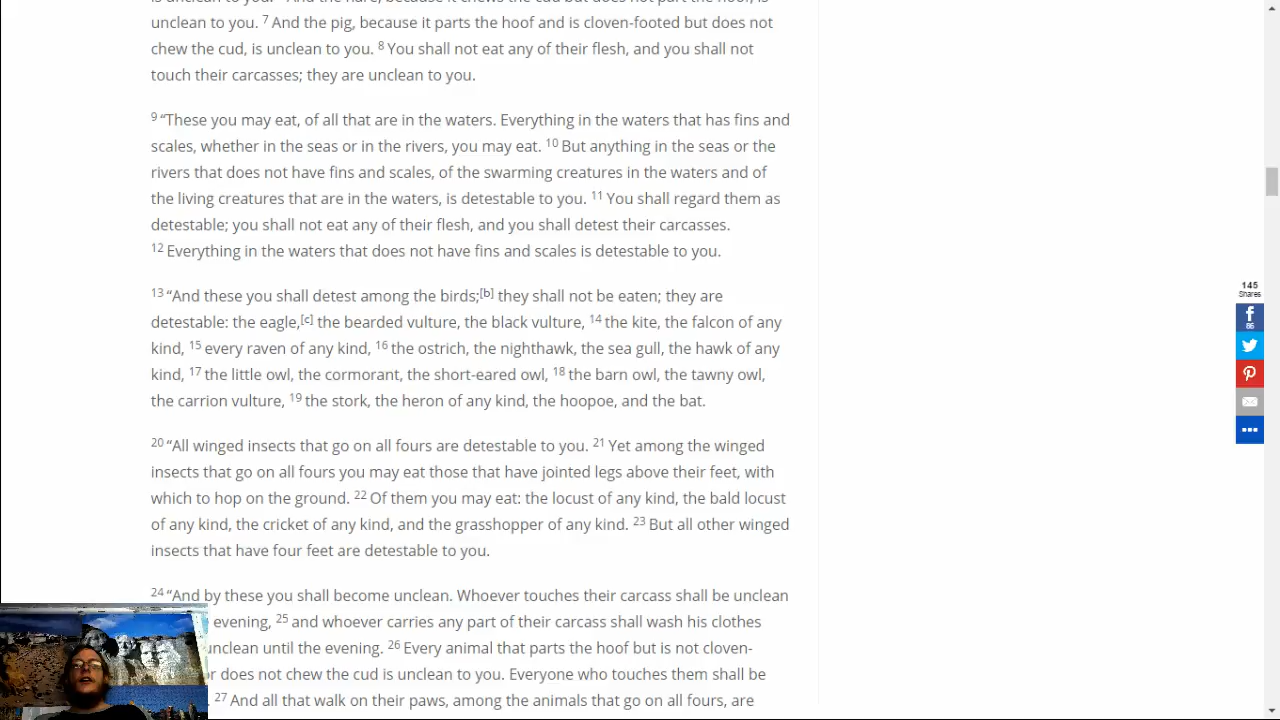 unclean to you. 7 And the pig, because it parts the hoof and is cloven-footed but does not
chew the cud, is unclean to you. 8 You shall not eat any of their flesh, and you shall not
touch their carcasses; they are unclean to you.
9 “These you may eat, of all that are in the waters. Everything in the waters that has fins and
scales, whether in the seas or in the rivers, you may eat. 10 But anything in the seas or the
rivers that does not have fins and scales, of the swarming creatures in the waters and of
the living creatures that are in the waters, is detestable to you. 11 You shall regard them as
detestable; you shall not eat any of their flesh, and you shall detest their carcasses.
12 Everything in the waters that does not have fins and scales is detestable to you.
13 “And these you shall detest among the birds;[b] they shall not be eaten; they are
detestable: the eagle,[c] the bearded vulture, the black vulture, 14 the kite, the falcon of any
kind, 15 every raven of any kind, 16 the ostrich, the nighthawk, the sea gull, the hawk of any
kind, 17 the little owl, the cormorant, the short-eared owl, 18 the barn owl, the tawny owl,
the carrion vulture, 19 the stork, the heron of any kind, the hoopoe, and the bat.
20 “All winged insects that go on all fours are detestable to you. 21 Yet among the winged
insects that go on all fours you may eat those that have jointed legs above their feet, with
which to hop on the ground. 22 Of them you may eat: the locust of any kind, the bald locust
of any kind, the cricket of any kind, and the grasshopper of any kind. 23 But all other winged
insects that have four feet are detestable to you.
24 “And by these you shall become unclean. Whoever touches their carcass shall be unclean
evening, 25 and whoever carries any part of their carcass shall wash his clothes
unclean until the evening. 26 Every animal that parts the hoof but is not cloven-
or does not chew the cud is unclean to you. Everyone who touches them shall be
27 And all that walk on their paws, among the animals that go on all fours, are
145
Shares
86